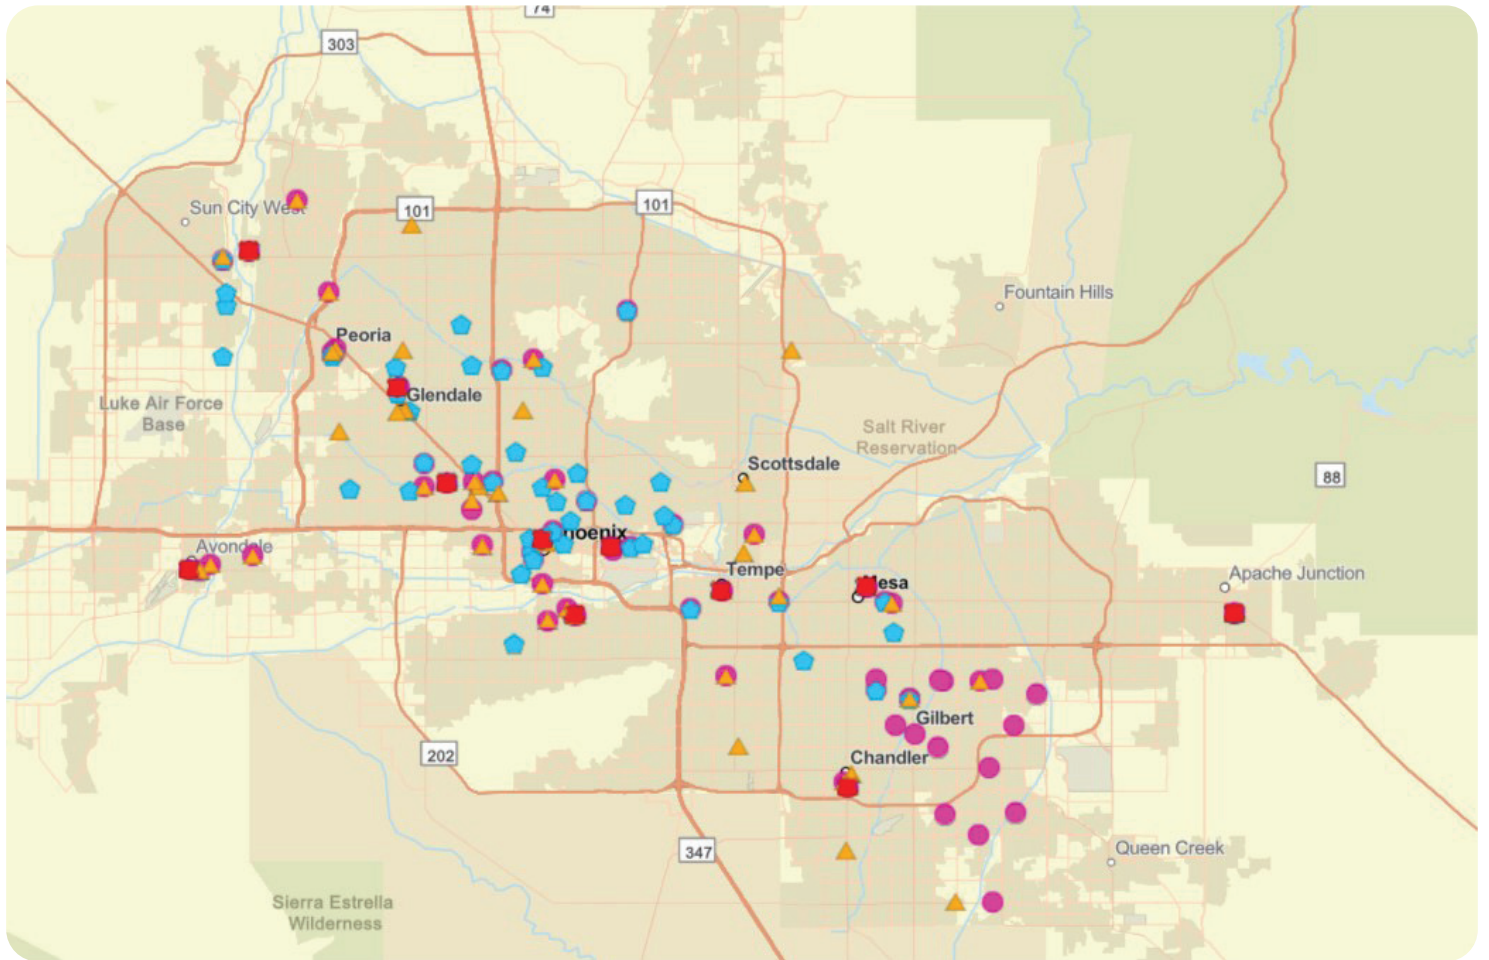 74
303
Sun City West
101
101
Fountain Hills
Peoria
Luke Air Force
Base
Glendale
Salt River
Reservation
Scottsdale
88
hoenix
Avondale
Tempe
Mesa
Apache Junction
Gilbert
202
Chandler
347
Queen Creek
Sierra Estrella
Wilderness